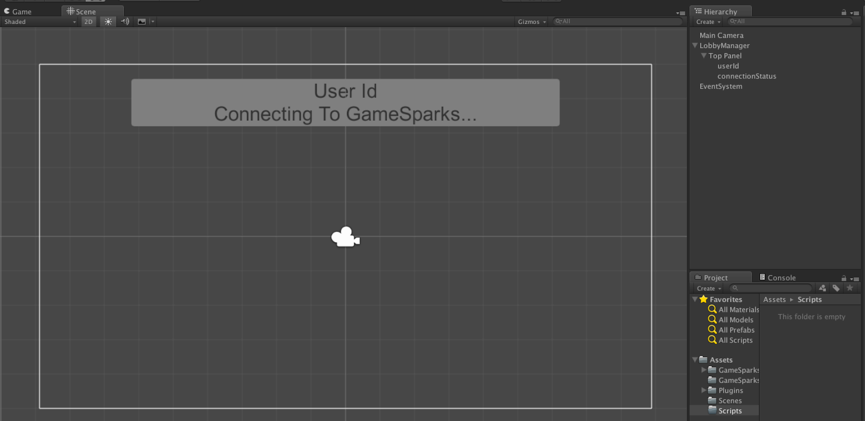 Game
Scene
Shaded
2D
Gizmos
All
User Id
Connecting To GameSparks...
Hierarchy
Create
All
Main Camera
LobbyManager
Top Panel
userId
connectionStatus
EventSystem
Project
Console
Create
Favorites
All Materials
All Models
All Prefabs
All Scripts
Assets
GameSparks
GameSparks
Plugins
Scenes
Scripts
Assets
Scripts
This folder is empty